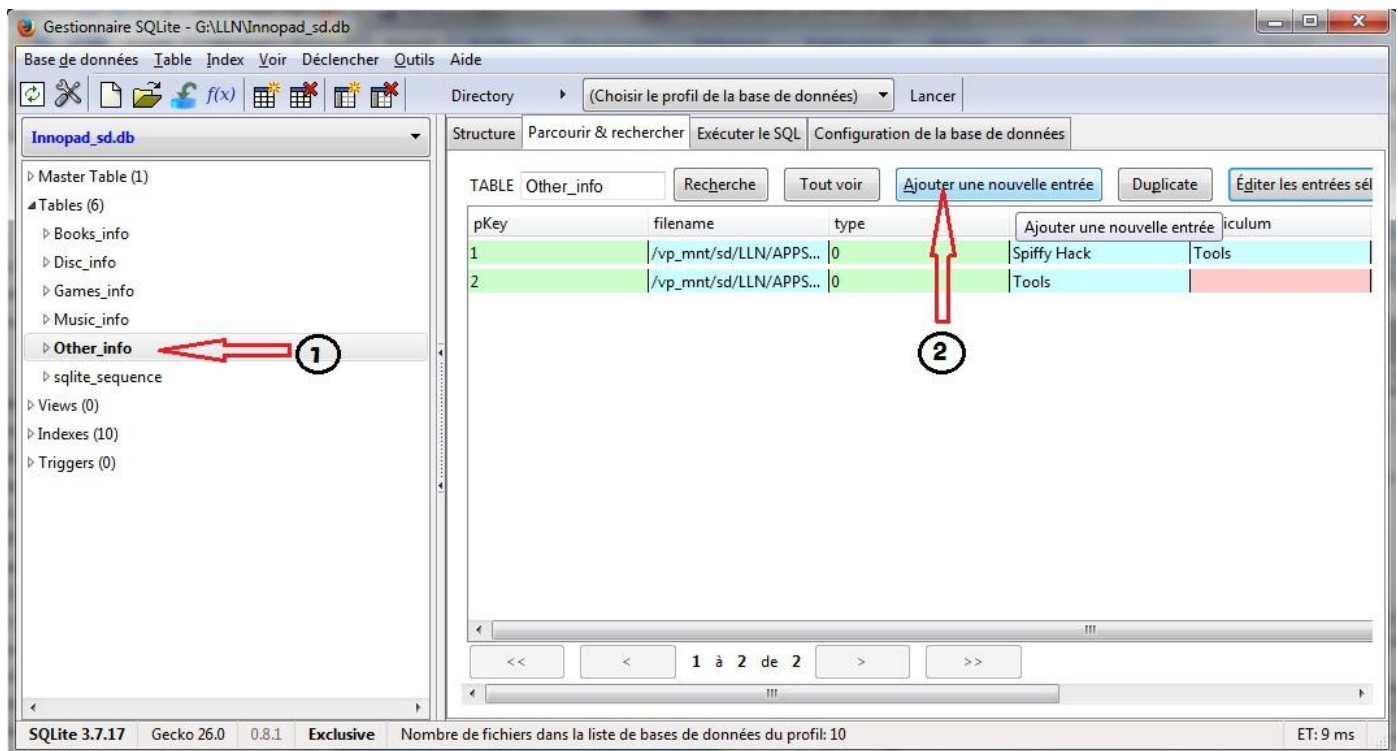 Gestionnaire SQLite - G:\LLN\Innopad_sd.db
Base de données Table Index Voir Déclencher Outils Aide
f(x) Directory (Choisir le profil de la base de données) Lancer
Innopad_sd.db
Master Table (1)
Tables (6)
Books_info
Disc_info
Games_info
Music_info
Other_info
sqlite_sequence
Views (0)
Indexes (10)
Triggers (0)
1
Structure Parcourir & rechercher Exécuter le SQL Configuration de la base de données
TABLE Other_info Recherche Tout voir Ajouter une nouvelle entrée Duplicate Éditer les entrées sél
pKey filename type iculum
Ajouter une nouvelle entrée
1 /vp_mnt/sd/LLN/APPS... 0 Spiffy Hack Tools
2 /vp_mnt/sd/LLN/APPS... 0 Tools
2
<< < 1 à 2 de 2 > >>
SQLite 3.7.17 Gecko 26.0 0.8.1 Exclusive Nombre de fichiers dans la liste de bases de données du profil: 10 ET: 9 ms